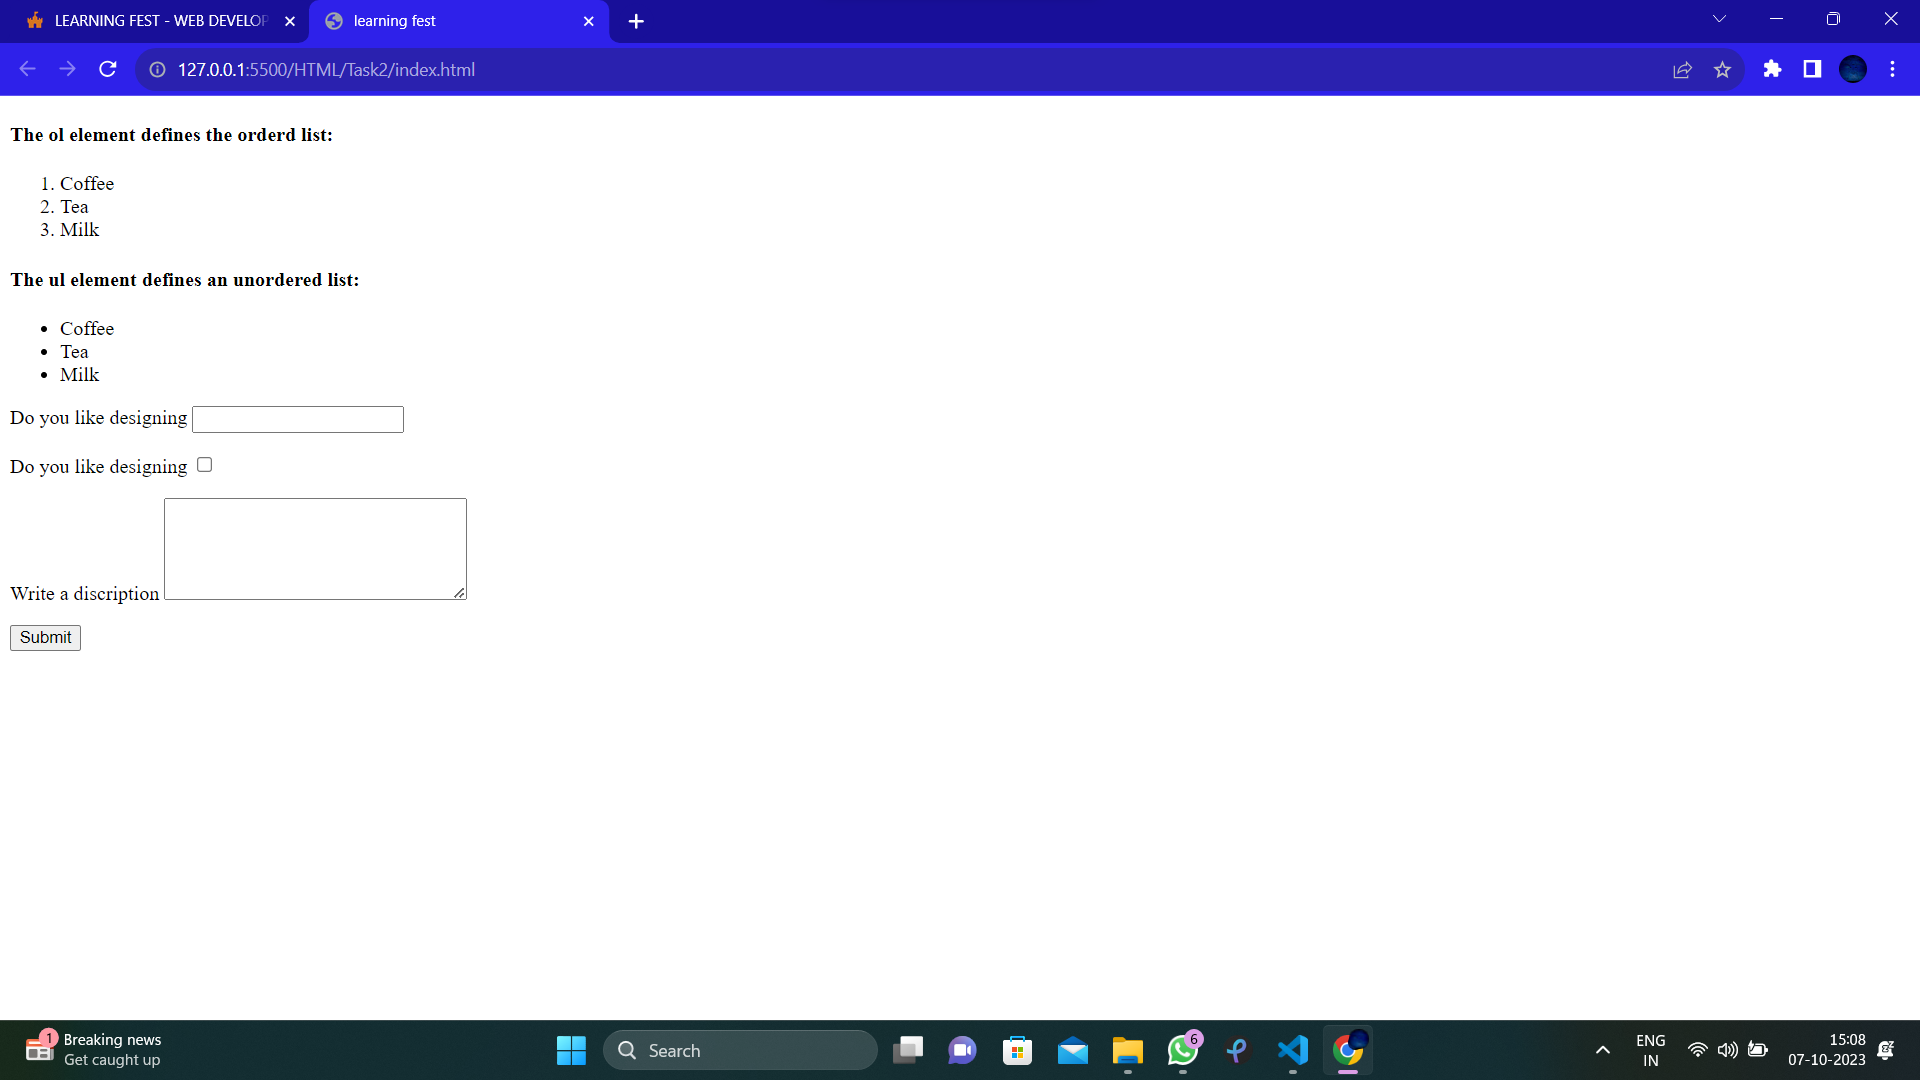 LEARNING FEST - WEB DEVELOP
learning fest
127.0.0.1:5500/HTML/Task2/index.html
The ol element defines the orderd list:
1. Coffee
2. Tea
3. Milk
The ul element defines an unordered list:
• Coffee
• Tea
• Milk
Do you like designing
Do you like designing
Write a discription
Submit
1
Breaking news
Get caught up
Search
6
ENG
IN
15:08
07-10-2023